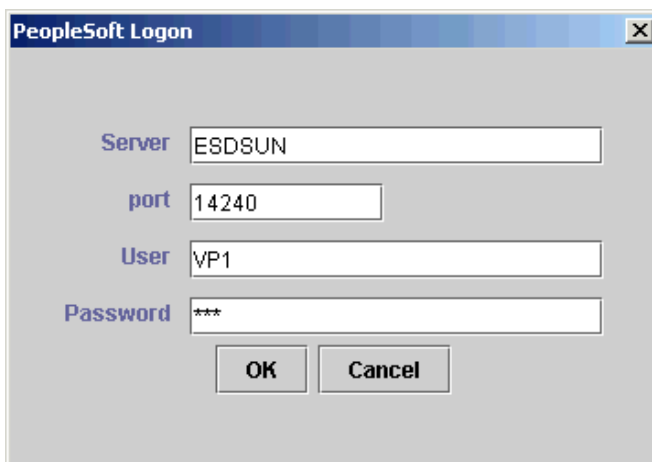 PeopleSoft Logon
Server ESDSUN
port 14240
User VP1
Password ***
OK Cancel